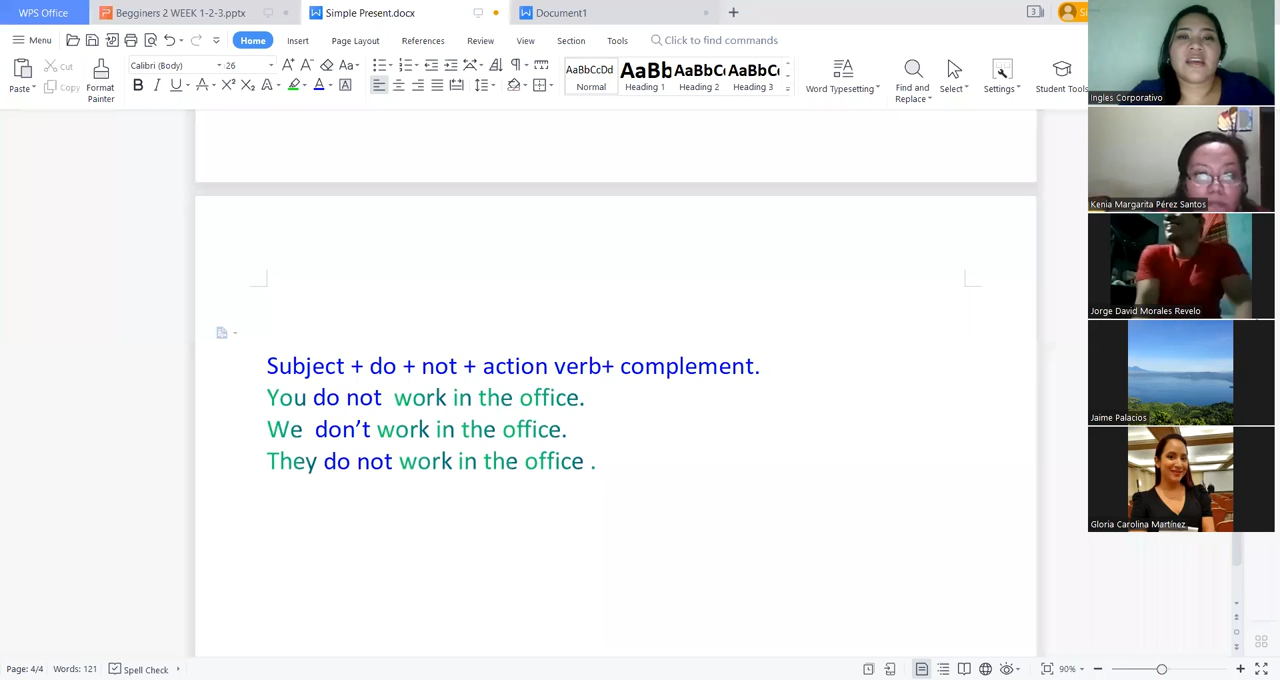 WPS Office
Begginers 2 WEEK 1-2-3.pptx
Simple Present.docx
Document1
3
Menu
Home
Insert
Page Layout
References
Review
View
Section
Tools
Click to find commands
Paste
Cut
Copy
Format Painter
Calibri (Body)
26
AaBbCcDd
Normal
AaBb
Heading 1
AaBbC
Heading 2
AaBbC
Heading 3
Word Typesetting
Find and Replace
Select
Settings
Student Tools
Subject + do + not + action verb+ complement.
You do not  work in the office.
We  don’t work in the office.
They do not work in the office .
Ingles Corporativo
Kenia Margarita Pérez Santos
Jorge David Morales Revelo
Jaime Palacios
Gloria Carolina Martínez
Page: 4/4
Words: 121
Spell Check
90%